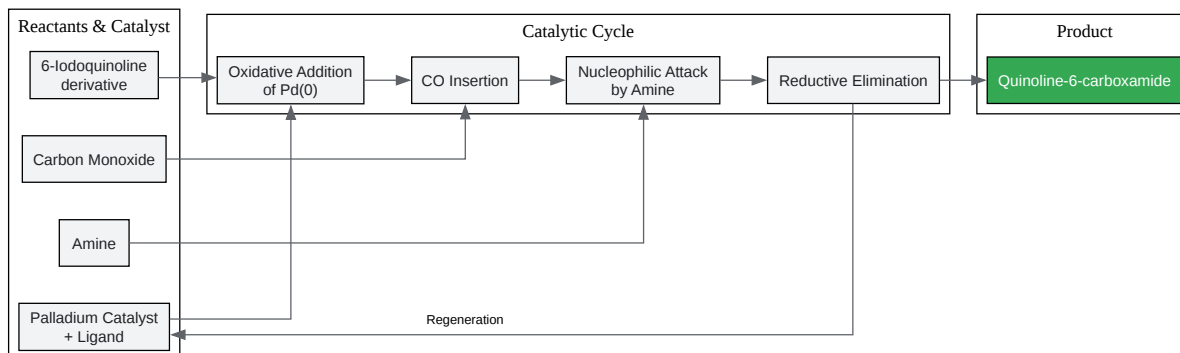 Reactants & Catalyst
6-Iodoquinoline
derivative
Carbon Monoxide
Amine
Palladium Catalyst
+ Ligand
Catalytic Cycle
Oxidative Addition
of Pd(0)
CO Insertion
Nucleophilic Attack
by Amine
Reductive Elimination
Regeneration
Product
Quinoline-6-carboxamide